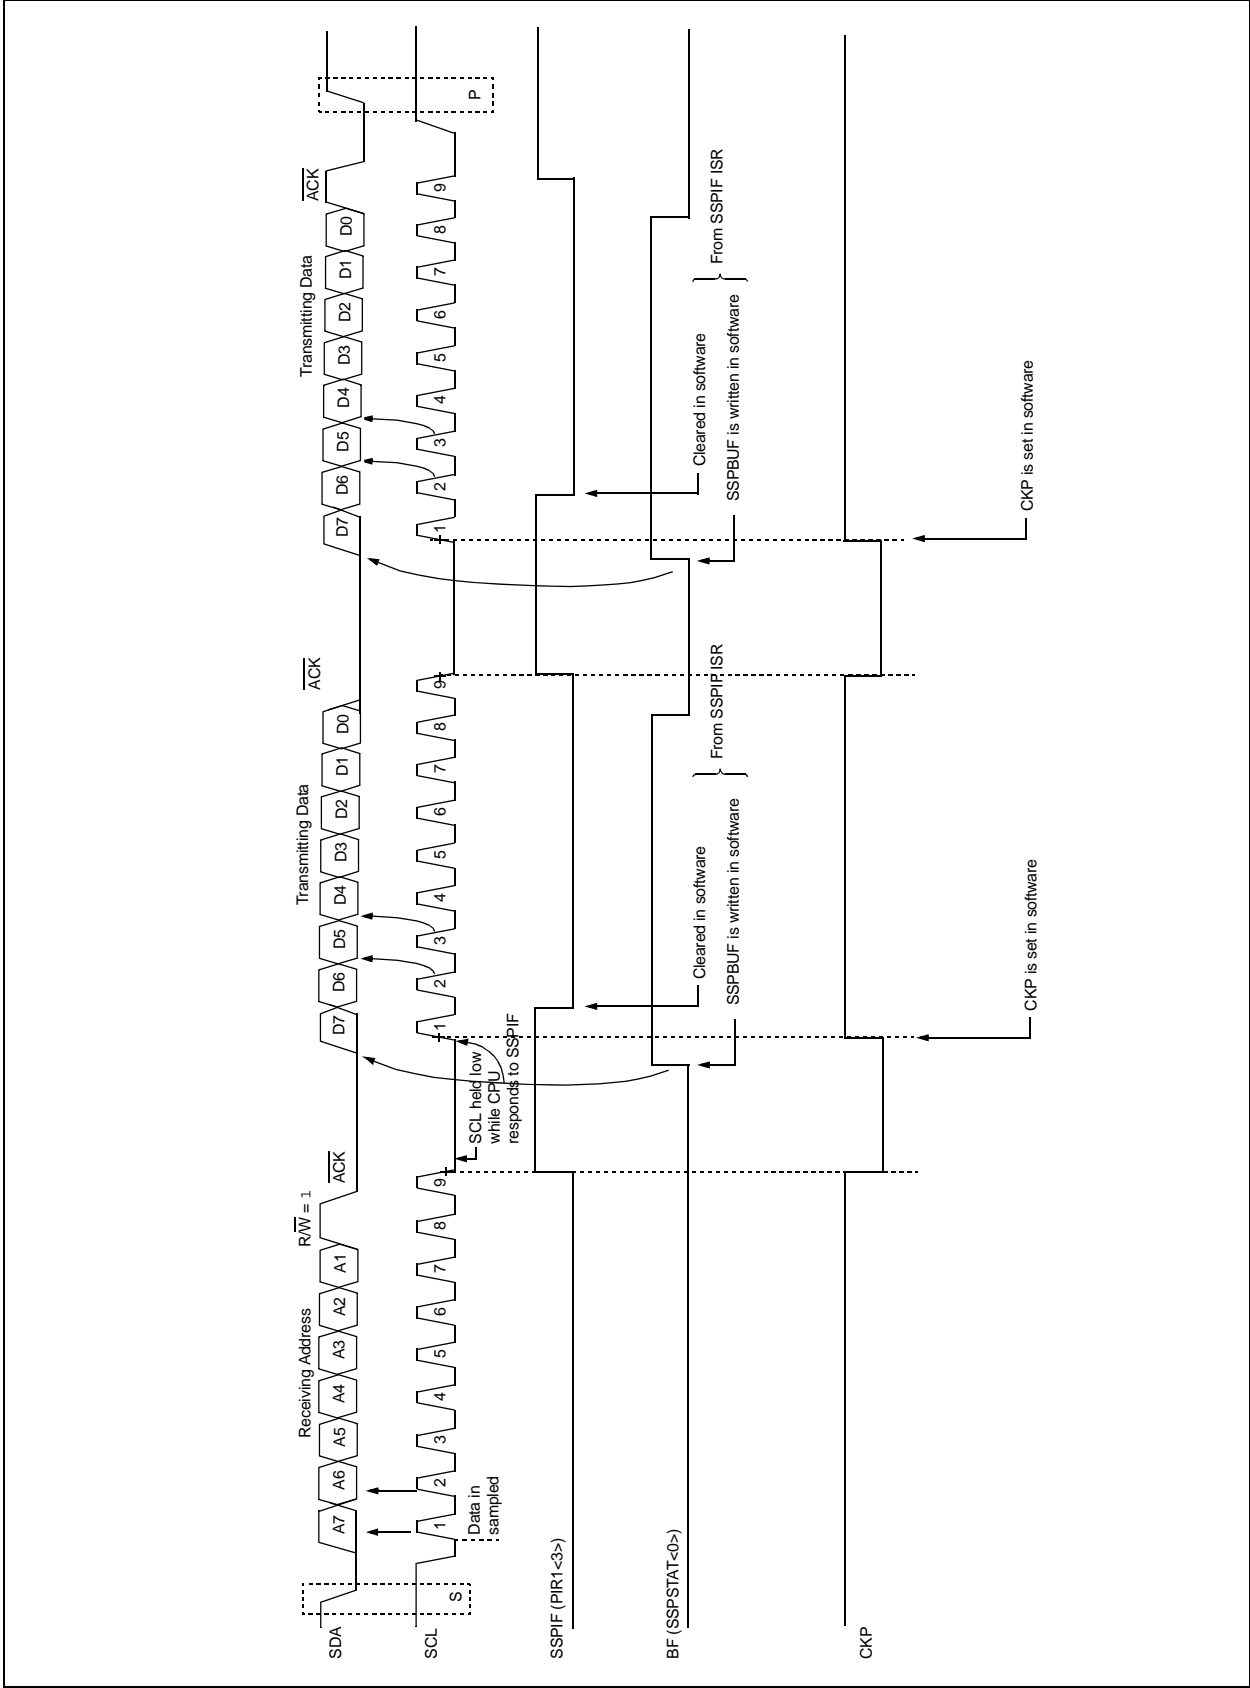 Receiving Address R/W = 1 ACK Transmitting Data ACK Transmitting Data ACK
SDA A7 A6 A5 A4 A3 A2 A1 D7 D6 D5 D4 D3 D2 D1 D0 D7 D6 D5 D4 D3 D2 D1 D0
SCL 1 2 3 4 5 6 7 8 9 1 2 3 4 5 6 7 8 9 1 2 3 4 5 6 7 8 9
S
P
Data in
sampled
SCL held low
while CPU
responds to SSPIF
SSPIF (PIR1<3>)
BF (SSPSTAT<0>)
Cleared in software
SSPBUF is written in software
From SSPIF ISR
Cleared in software
SSPBUF is written in software
From SSPIF ISR
CKP
CKP is set in software
CKP is set in software